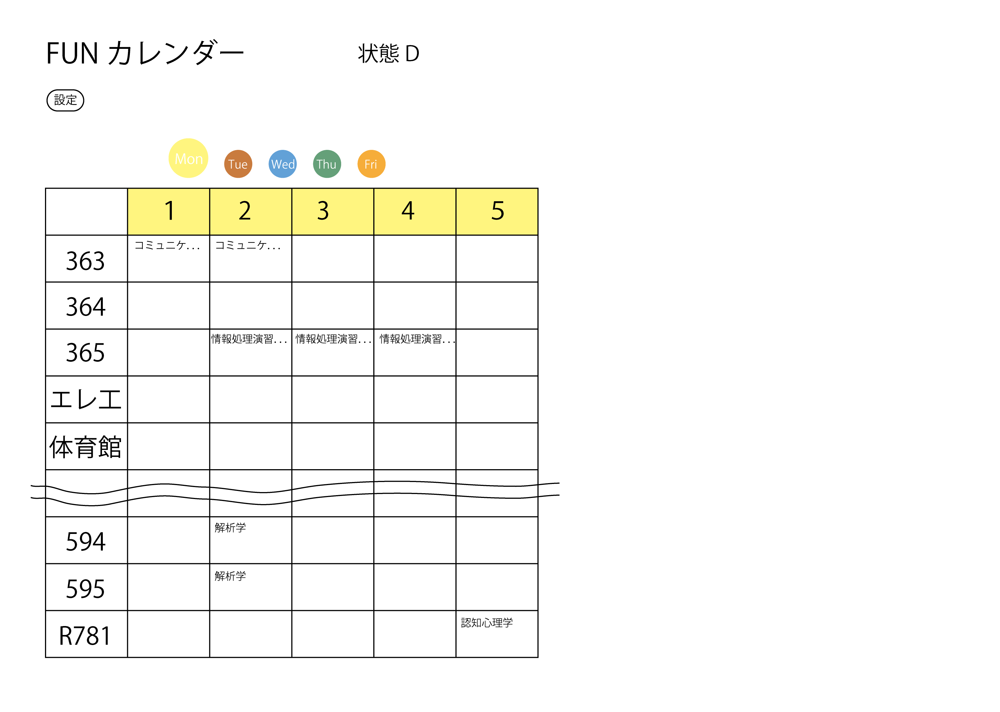 FUN カレンダー 状態 D
設定
Mon Tue Wed Thu Fri
1 2 3 4 5
363 コミュニケ... コミュニケ...
364
365 情報処理演習... 情報処理演習... 情報処理演習...
エレ工
体育館
594 解析学
595 解析学
R781 認知心理学